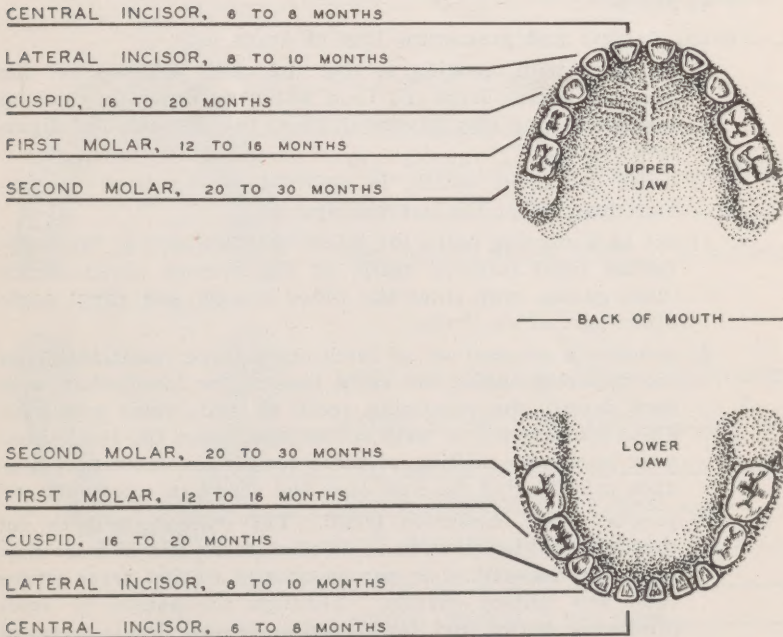 CENTRAL INCISOR, 6 TO 8 MONTHS
LATERAL INCISOR, 8 TO 10 MONTHS
CUSPID, 16 TO 20 MONTHS
FIRST MOLAR, 12 TO 16 MONTHS
SECOND MOLAR, 20 TO 30 MONTHS
UPPER
JAW
BACK OF MOUTH
LOWER
JAW
SECOND MOLAR, 20 TO 30 MONTHS
FIRST MOLAR, 12 TO 16 MONTHS
CUSPID, 16 TO 20 MONTHS
LATERAL INCISOR, 8 TO 10 MONTHS
CENTRAL INCISOR, 6 TO 8 MONTHS